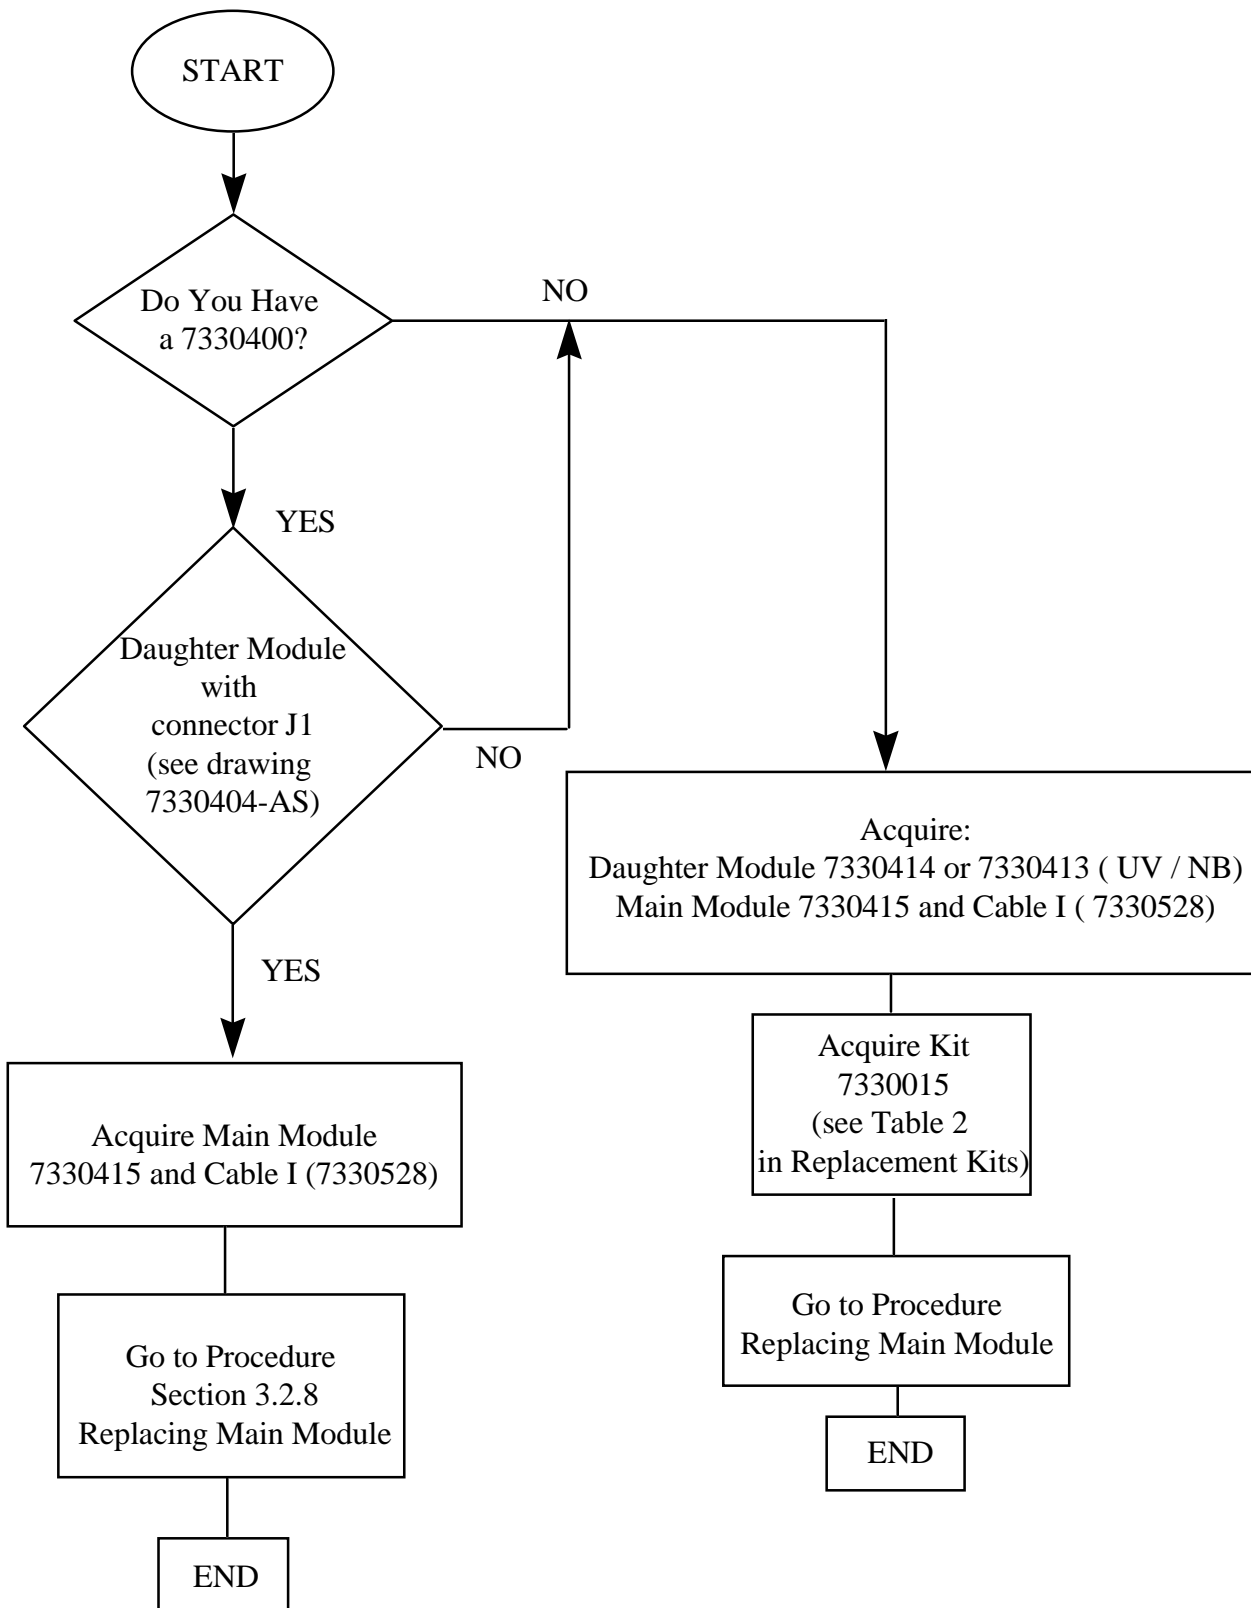 START
Do You Have
a 7330400?
NO
YES
Daughter Module
with
connector J1
(see drawing
7330404-AS)
NO
YES
Acquire Main Module
7330415 and Cable I (7330528)
Go to Procedure
Section 3.2.8
Replacing Main Module
END
Acquire:
Daughter Module 7330414 or 7330413 ( UV / NB)
Main Module 7330415 and Cable I ( 7330528)
Acquire Kit
7330015
(see Table 2
in Replacement Kits)
Go to Procedure
Replacing Main Module
END